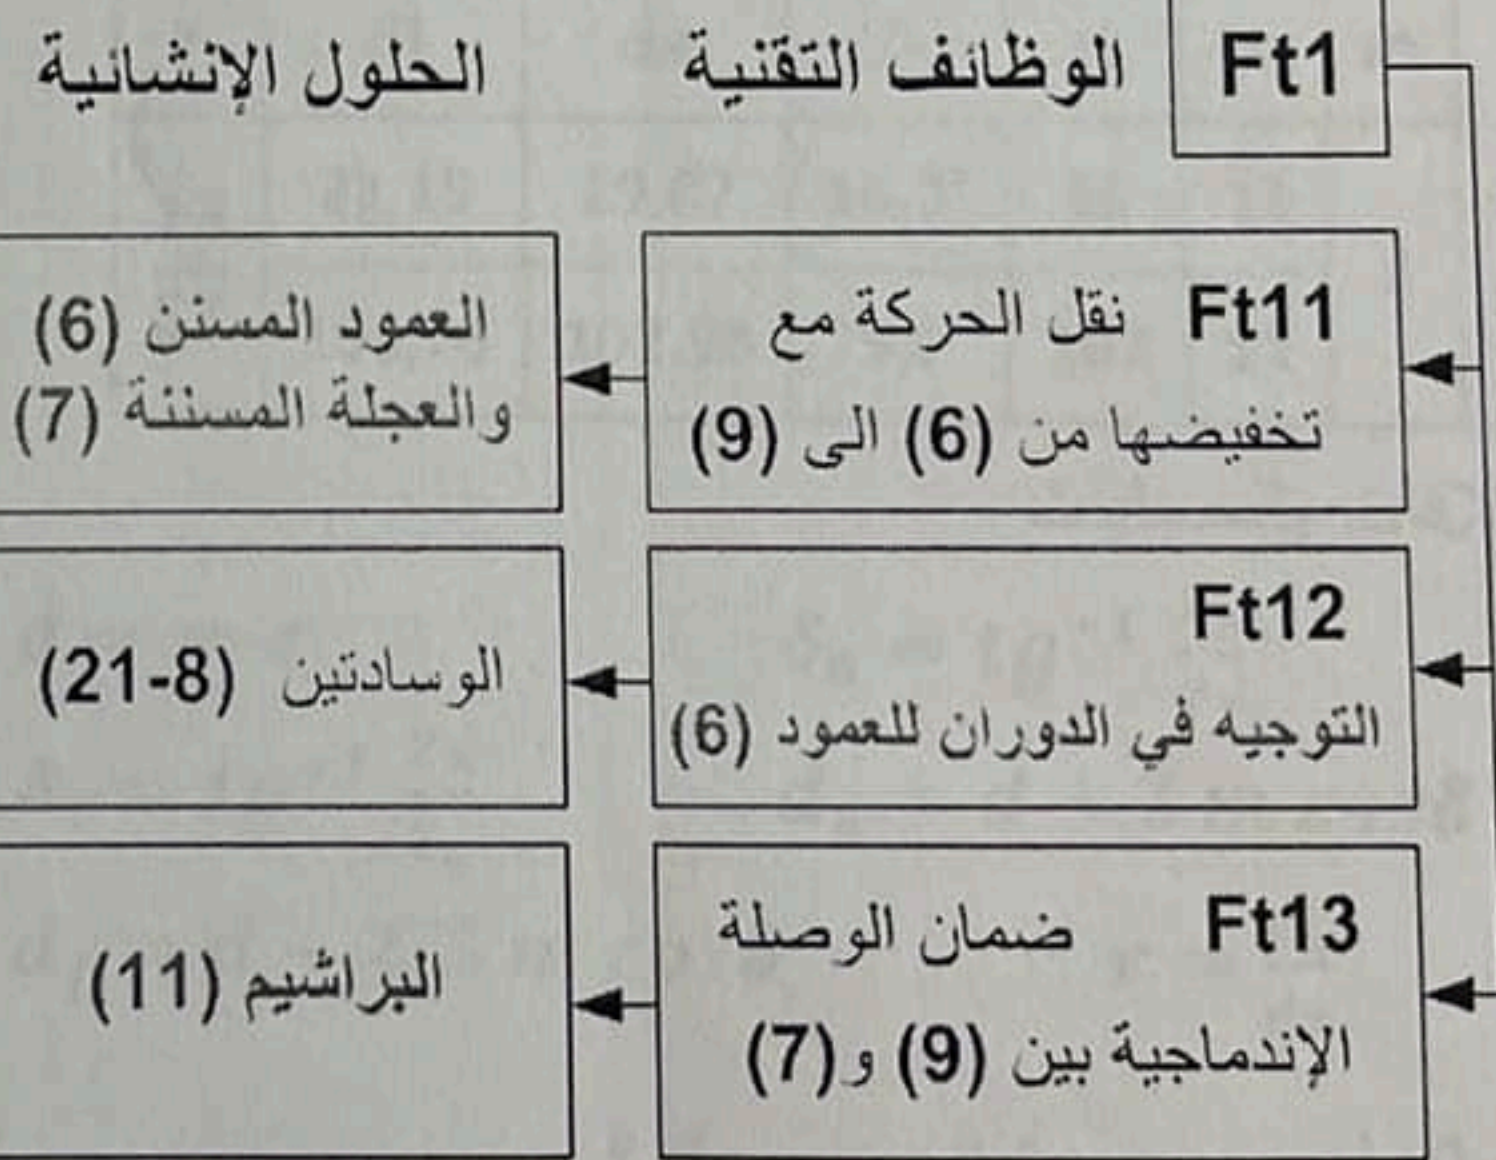 Ft1 الوظائف التقنية الحلول الإنشائية
Ft11 نقل الحركة مع
تخفيضها من (6) الى (9)
العمود المسنن (6)
والعجلة المسننة (7)
Ft12
التوجيه في الدوران للعمود (6)
الوسادتين (8-21)
Ft13 ضمان الوصلة
الإندماجية بين (9) و(7)
البراشيم (11)